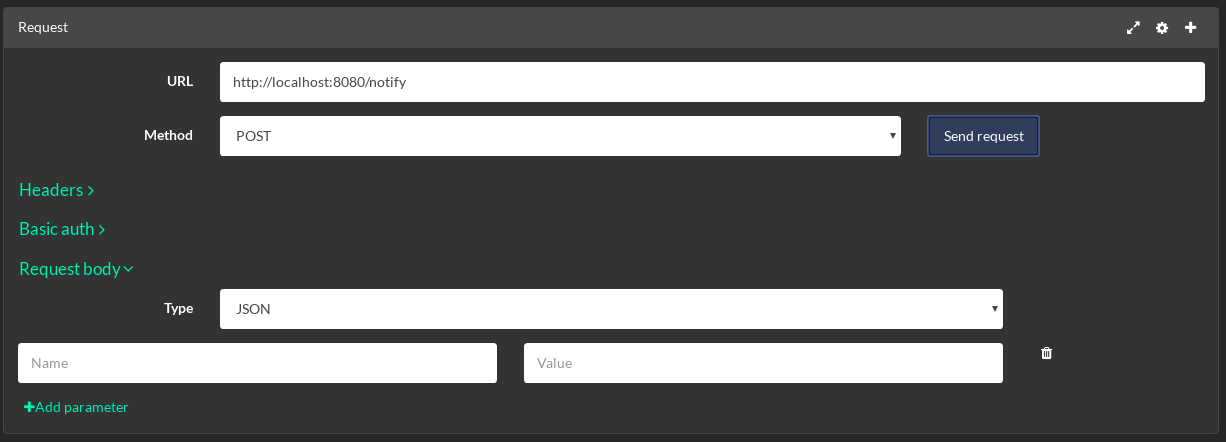 Request
URL
http://localhost:8080/notify
Method
POST
Send request
Headers
Basic auth
Request body
Type
JSON
Name
Value
Add parameter